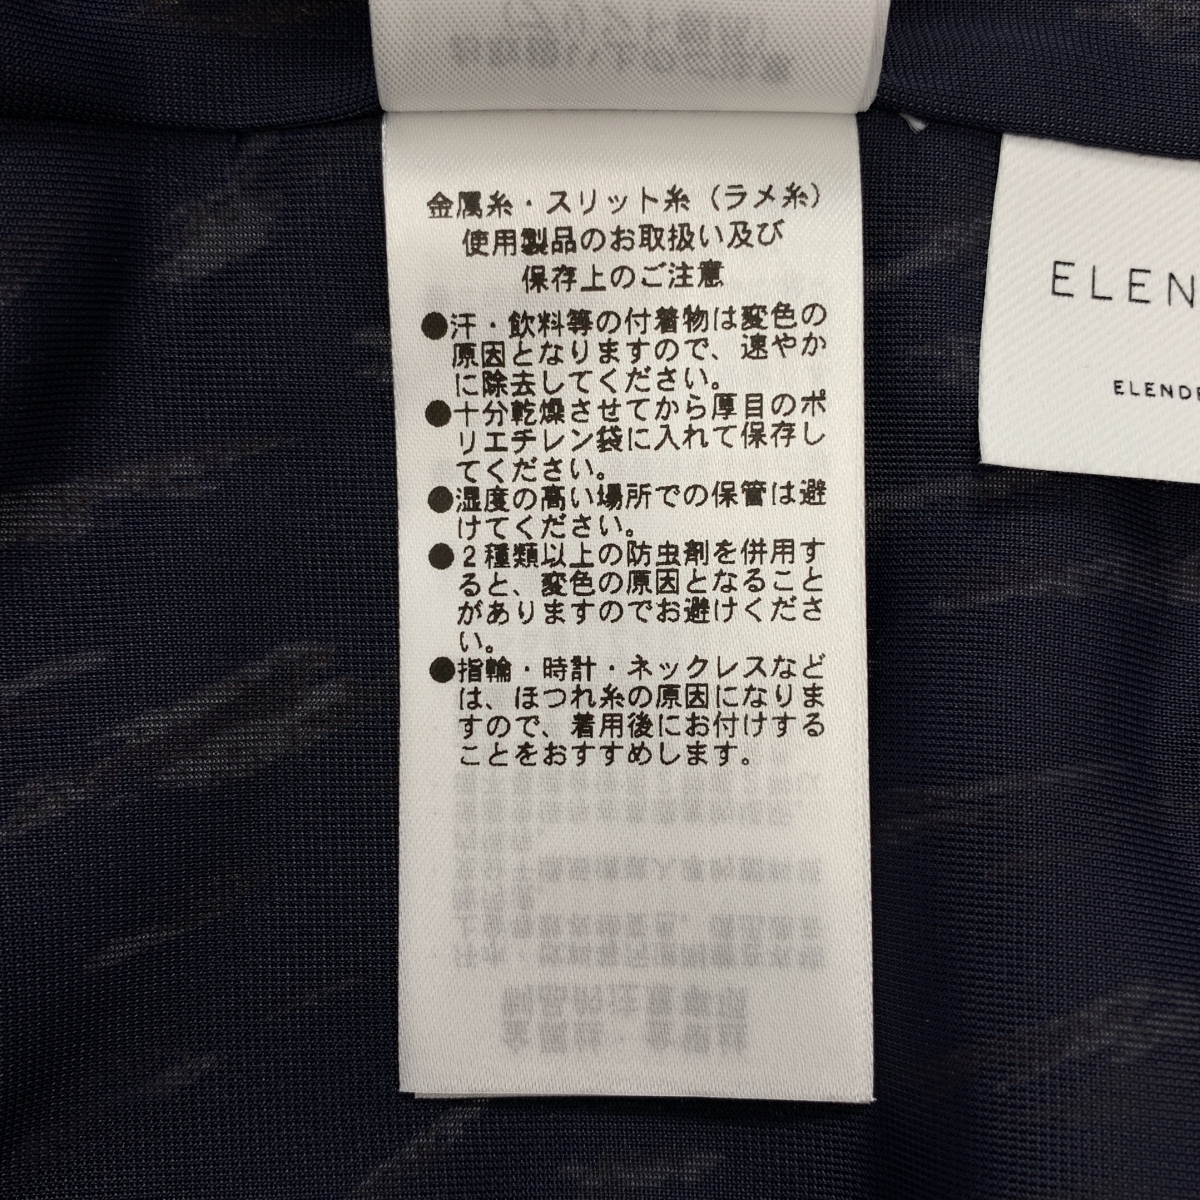 金属糸・スリット糸（ラメ糸）
使用製品のお取扱い及び
保存上のご注意
●汗・飲料等の付着物は変色の
原因となりますので、速やか
に除去してください。
●十分乾燥させてから厚目のポ
リエチレン袋に入れて保存し
てください。
●湿度の高い場所での保管は避
けてください。
●２種類以上の防虫剤を併用す
ると、変色の原因となること
がありますのでお避けくださ
い。
●指輪・時計・ネックレスなど
は、ほつれ糸の原因になりま
すので、着用後にお付けする
ことをおすすめします。
ELEN
ELENDE